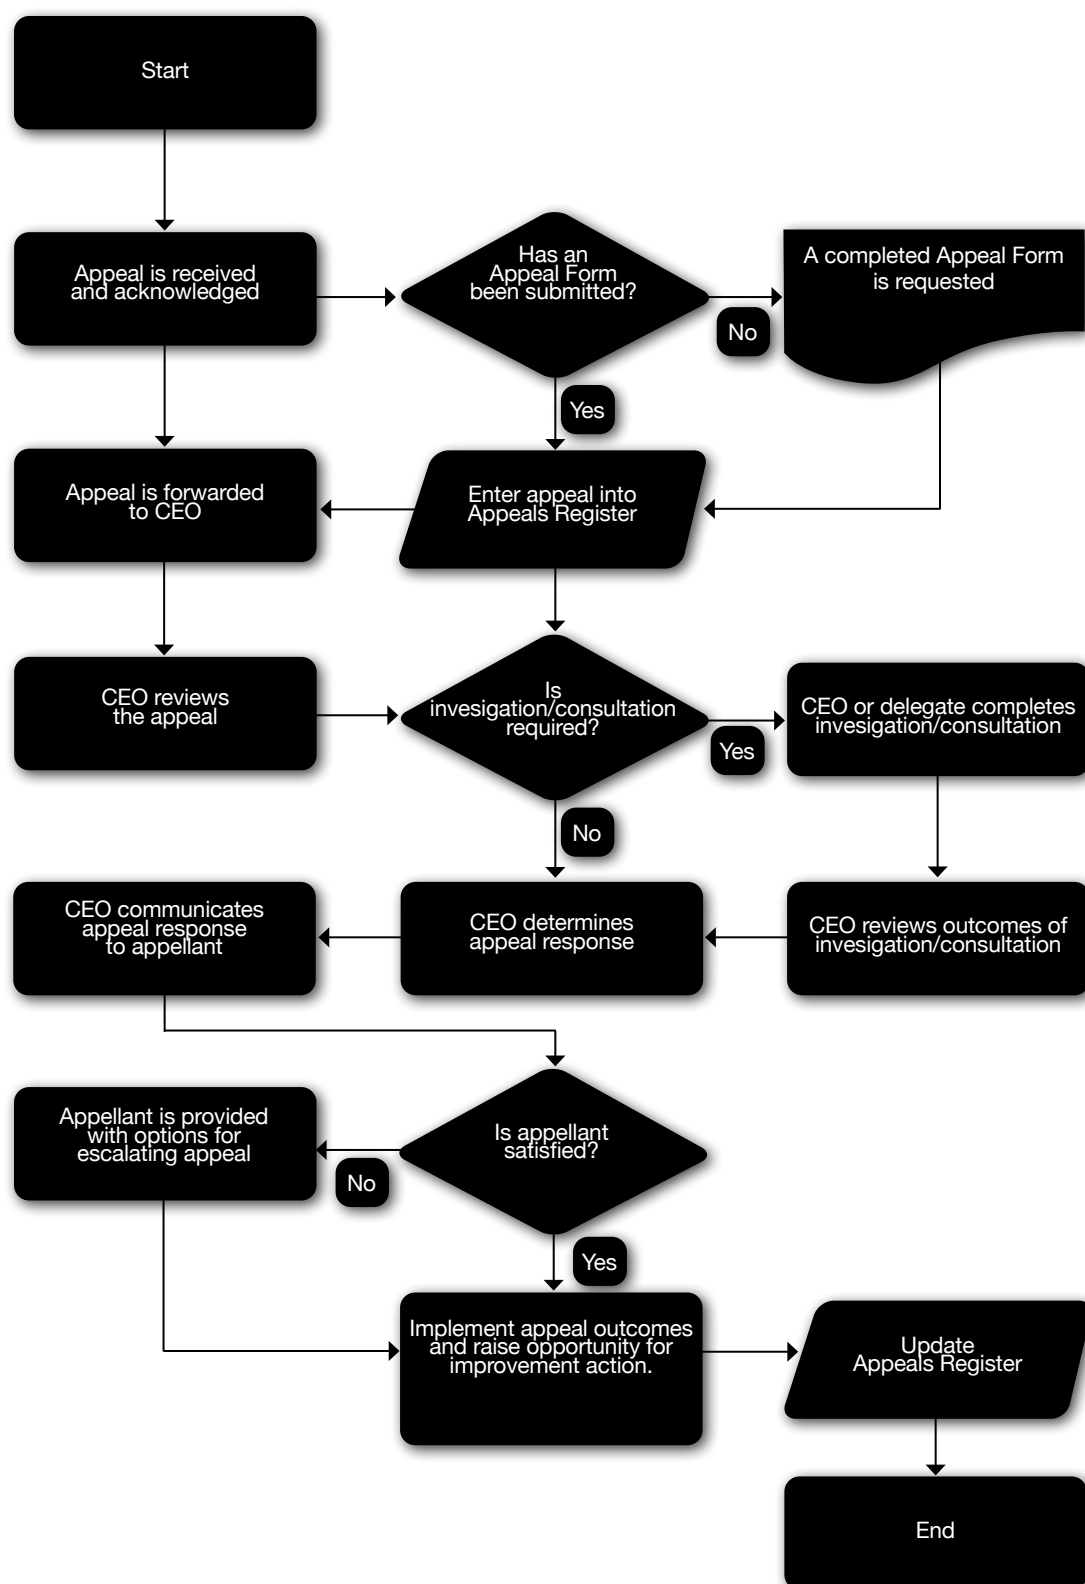 Start
Appeal is received
and acknowledged
Has an
Appeal Form
been submitted?
No
A completed Appeal Form
is requested
Yes
Appeal is forwarded
to CEO
Enter appeal into
Appeals Register
CEO reviews
the appeal
Is
invesigation/consultation
required?
Yes
CEO or delegate completes
invesigation/consultation
No
CEO communicates
appeal response
to appellant
CEO determines
appeal response
CEO reviews outcomes of
invesigation/consultation
Appellant is provided
with options for
escalating appeal
No
Is appellant
satisfied?
Yes
Implement appeal outcomes
and raise opportunity for
improvement action.
Update
Appeals Register
End